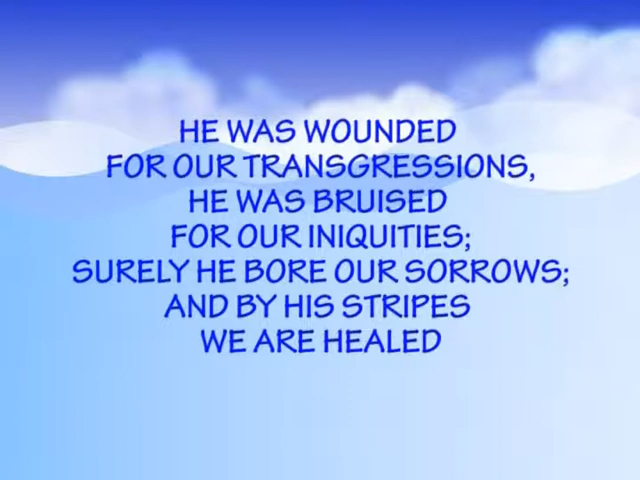 HE WAS WOUNDED
FOR OUR TRANSGRESSIONS,
HE WAS BRUISED
FOR OUR INIQUITIES;
SURELY HE BORE OUR SORROWS;
AND BY HIS STRIPES
WE ARE HEALED